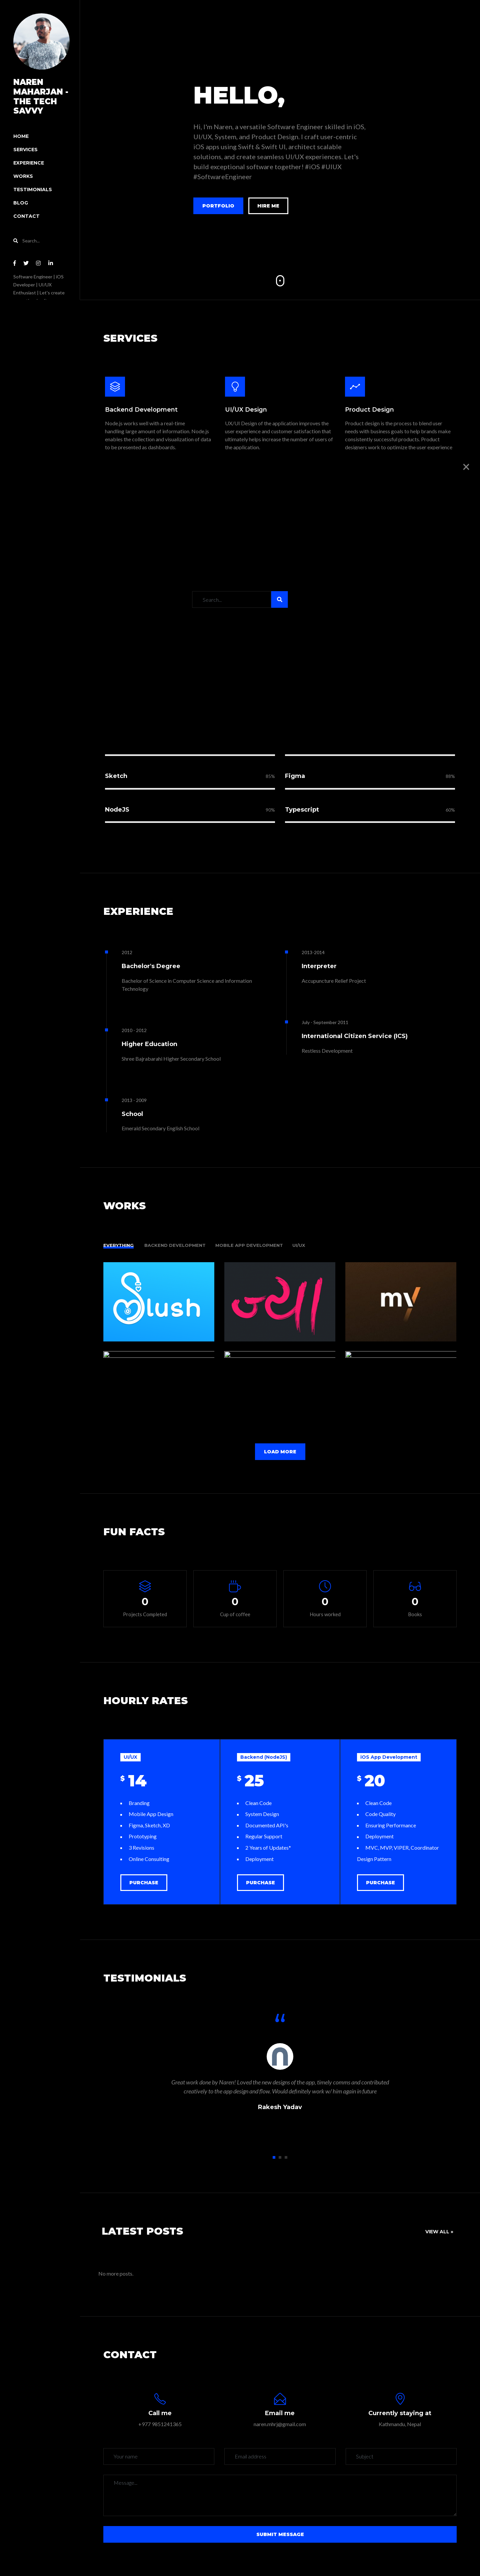 NAREN
MAHARJAN -
THE TECH
SAVVY
HOME
SERVICES
EXPERIENCE
WORKS
TESTIMONIALS
BLOG
CONTACT
Search...
Software Engineer | iOS
Developer | UI/UX
Enthusiast | Let's create
HELLO,
Hi, I'm Naren, a versatile Software Engineer skilled in iOS,
UI/UX, System, and Product Design. I craft user-centric
iOS apps using Swift & Swift UI, architect scalable
solutions, and create seamless UI/UX experiences. Let's
build exceptional software together! #iOS #UIUX
#SoftwareEngineer
PORTFOLIO
HIRE ME
SERVICES
Backend Development
Node.js works well with a real-time
handling large amount of information. Node.js
enables the collection and visualization of data
to be presented as dashboards.
UI/UX Design
UX/UI Design of the application improves the
user experience and customer satisfaction that
ultimately helps increase the number of users of
the application.
Product Design
Product design is the process to blend user
needs with business goals to help brands make
consistently successful products. Product
designers work to optimize the user experience
Search...
Sketch 85%
Figma 88%
NodeJS 90%
Typescript 60%
EXPERIENCE
2012
Bachelor's Degree
Bachelor of Science in Computer Science and Information
Technology
2010 - 2012
Higher Education
Shree Bajrabarahi Higher Secondary School
2013 - 2009
School
Emerald Secondary English School
2013-2014
Interpreter
Accupuncture Relief Project
July - September 2011
International Citizen Service (ICS)
Restless Development
WORKS
EVERYTHING
BACKEND DEVELOPMENT
MOBILE APP DEVELOPMENT
UI/UX
Slush
ज्या
my
LOAD MORE
FUN FACTS
0
Projects Completed
0
Cup of coffee
0
Hours worked
0
Books
HOURLY RATES
UI/UX
$ 14
Branding
Mobile App Design
Figma, Sketch, XD
Prototyping
3 Revisions
Online Consulting
PURCHASE
Backend (NodeJS)
$ 25
Clean Code
System Design
Documented API's
Regular Support
2 Years of Updates*
Deployment
PURCHASE
IOS App Development
$ 20
Clean Code
Code Quality
Ensuring Performance
Deployment
MVC, MVP, VIPER, Coordinator
Design Pattern
PURCHASE
TESTIMONIALS
“
Great work done by Naren! Loved the new designs of the app, timely comms and contributed
creatively to the app design and flow. Would definitely work w/ him again in future
Rakesh Yadav
LATEST POSTS
VIEW ALL »
No more posts.
CONTACT
Call me
+977 9851241365
Email me
naren.mhrj@gmail.com
Currently staying at
Kathmandu, Nepal
Your name
Email address
Subject
Message...
SUBMIT MESSAGE